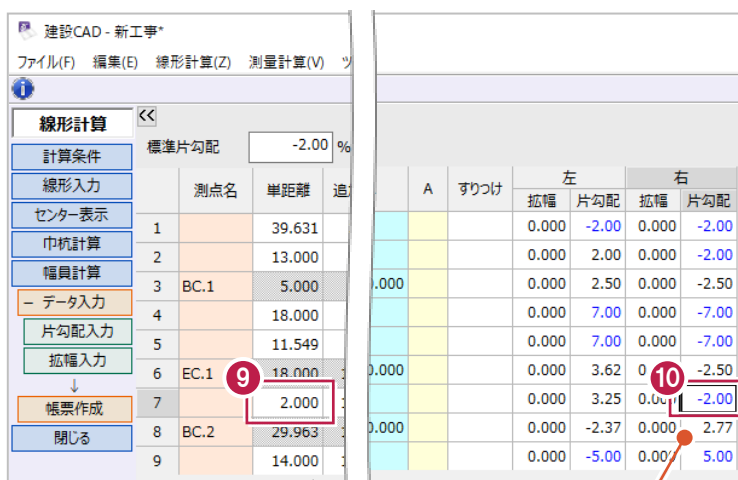 建設CAD - 新工事*
ファイル(F) 編集(E) 線形計算(Z) 測量計算(V) ツ
線形計算 <<
計算条件
線形入力
センター表示
巾杭計算
幅員計算
− データ入力
片勾配入力
拡幅入力
↓
帳票作成
閉じる
標準片勾配 -2.00 %
測点名 単距離 追 A すりつけ 左 右
拡幅 片勾配 拡幅 片勾配
1 39.631 0.000 -2.00 0.000 -2.00
2 13.000 0.000 2.00 0.000 -2.00
3 BC.1 5.000 0.000 2.50 0.000 -2.50
4 18.000 0.000 7.00 0.000 -7.00
5 11.549 0.000 7.00 0.000 -7.00
6 EC.1 18.000 0.000 3.62 -2.50
7 2.000 0.000 3.25 0.000 -2.00
8 BC.2 29.963 0.000 -2.37 0.000 2.77
9 14.000 0.000 -5.00 0.000 5.00
9
10